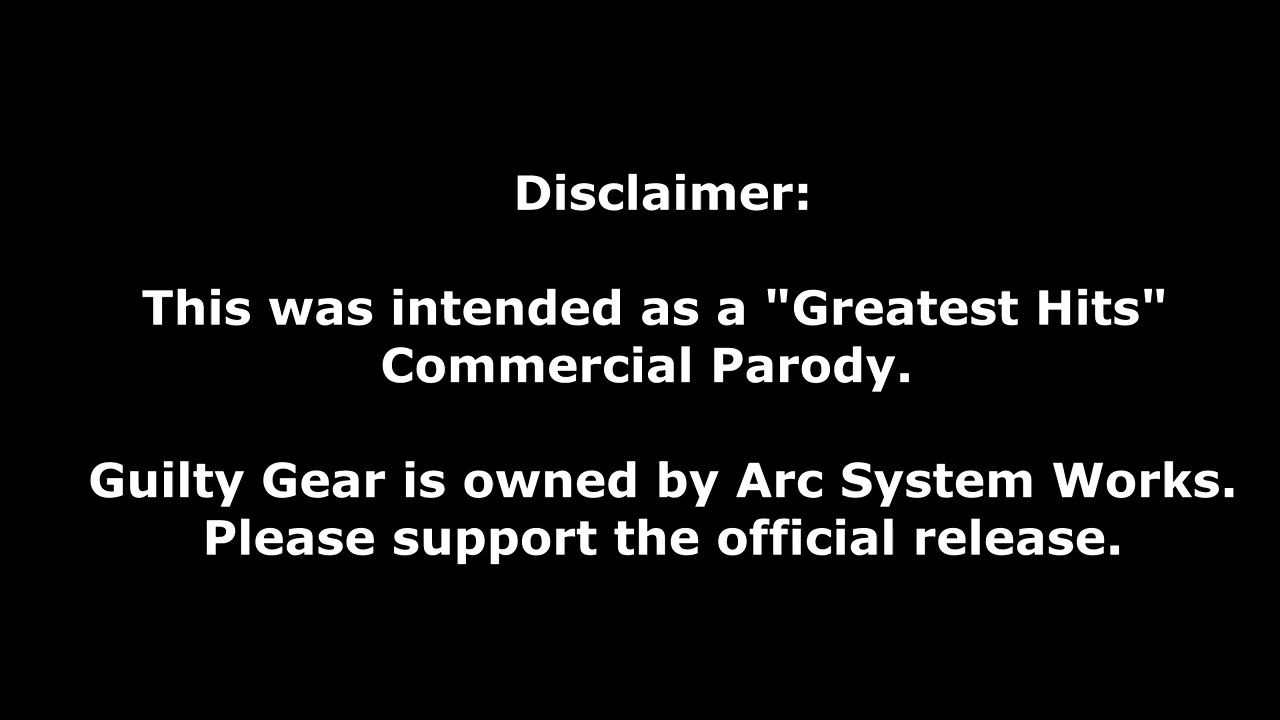 Disclaimer:
This was intended as a "Greatest Hits"
Commercial Parody.
Guilty Gear is owned by Arc System Works.
Please support the official release.